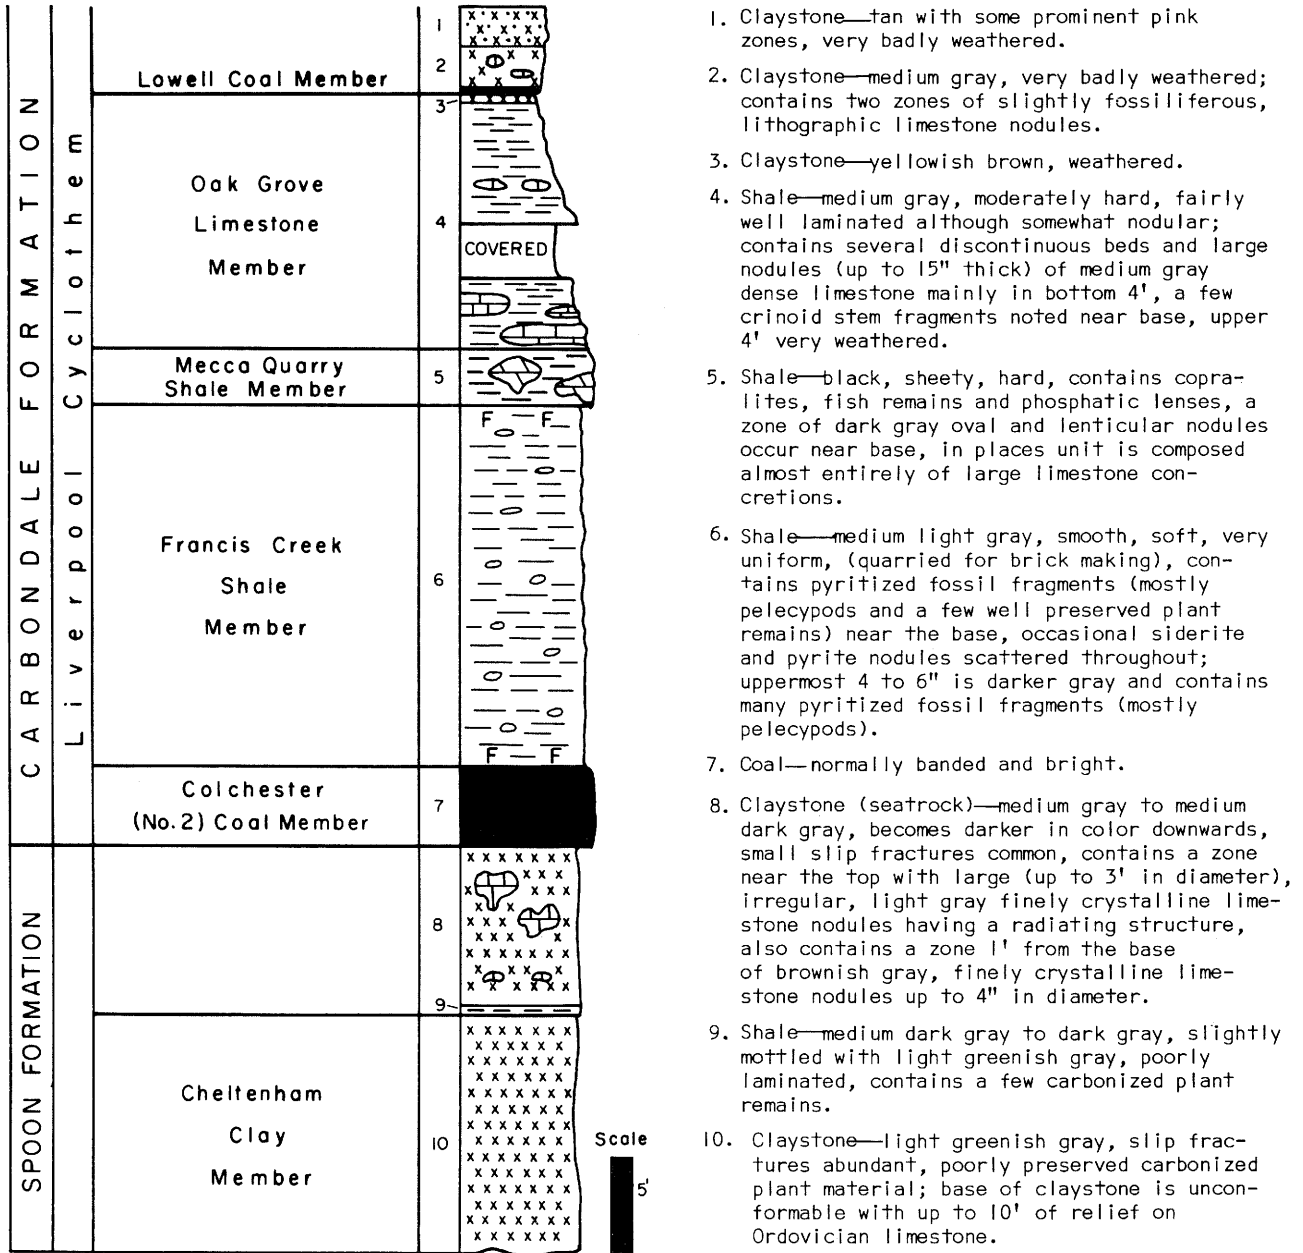 CARBONDALE FORMATION
SPOON FORMATION
Liverpool Cyclothem
Lowell Coal Member
Oak Grove
Limestone
Member
Mecca Quarry
Shale Member
Francis Creek
Shale
Member
Colchester
(No. 2) Coal Member
Cheltenham
Clay
Member
1
2
3
4
5
6
7
8
9
10
COVERED
F F
F F
Scale
5'
1. Claystone—tan with some prominent pink
zones, very badly weathered.
2. Claystone—medium gray, very badly weathered;
contains two zones of slightly fossiliferous,
lithographic limestone nodules.
3. Claystone—yellowish brown, weathered.
4. Shale—medium gray, moderately hard, fairly
well laminated although somewhat nodular;
contains several discontinuous beds and large
nodules (up to 15" thick) of medium gray
dense limestone mainly in bottom 4', a few
crinoid stem fragments noted near base, upper
4' very weathered.
5. Shale—black, sheety, hard, contains copra-
lites, fish remains and phosphatic lenses, a
zone of dark gray oval and lenticular nodules
occur near base, in places unit is composed
almost entirely of large limestone con-
cretions.
6. Shale—medium light gray, smooth, soft, very
uniform, (quarried for brick making), con-
tains pyritized fossil fragments (mostly
pelecypods and a few well preserved plant
remains) near the base, occasional siderite
and pyrite nodules scattered throughout;
uppermost 4 to 6" is darker gray and contains
many pyritized fossil fragments (mostly
pelecypods).
7. Coal—normally banded and bright.
8. Claystone (seatrock)—medium gray to medium
dark gray, becomes darker in color downwards,
small slip fractures common, contains a zone
near the top with large (up to 3' in diameter),
irregular, light gray finely crystalline lime-
stone nodules having a radiating structure,
also contains a zone 1' from the base
of brownish gray, finely crystalline lime-
stone nodules up to 4" in diameter.
9. Shale—medium dark gray to dark gray, slightly
mottled with light greenish gray, poorly
laminated, contains a few carbonized plant
remains.
10. Claystone—light greenish gray, slip frac-
tures abundant, poorly preserved carbonized
plant material; base of claystone is uncon-
formable with up to 10' of relief on
Ordovician limestone.